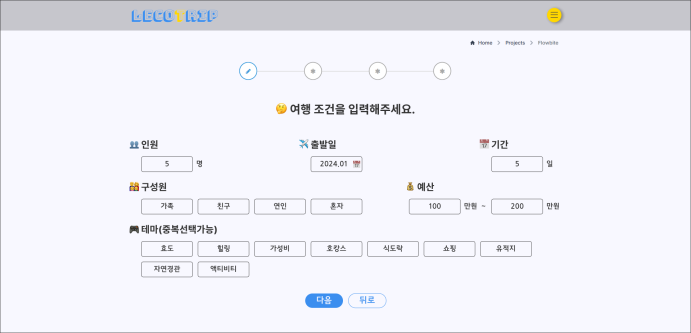 DECO TRIP
Home > Projects > Flowbite
여행 조건을 입력해주세요.
인원 출발일 기간
5 명 2024.01 5 일
구성원 예산
가족 친구 연인 혼자 100 만원 ~ 200 만원
테마(중복선택가능)
효도 힐링 가성비 호캉스 식도락 쇼핑 유적지
자연경관 액티비티
다음 뒤로